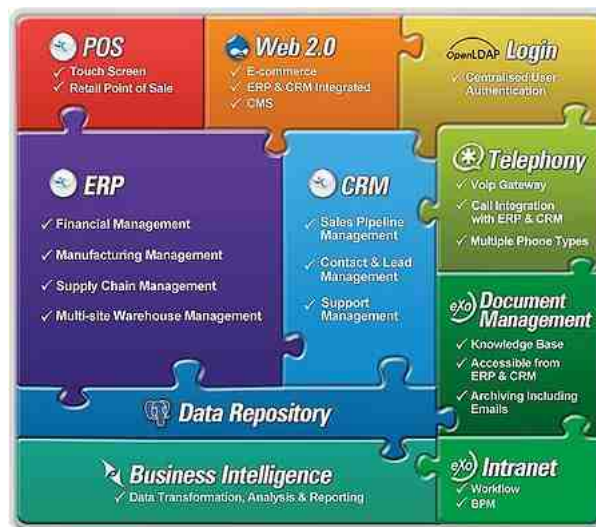 POS
✓ Touch Screen
✓ Retail Point of Sale
Web 2.0
✓ E-commerce
✓ ERP & CRM Integrated
✓ CMS
OpenLDAP Login
✓ Centralised User
Authentication
ERP
✓ Financial Management
✓ Manufacturing Management
✓ Supply Chain Management
✓ Multi-site Warehouse Management
CRM
✓ Sales Pipeline
Management
✓ Contact & Lead
Management
✓ Support
Management
Telephony
✓ Voip Gateway
✓ Call Integration
with ERP & CRM
✓ Multiple Phone Types
eXo Document
Management
✓ Knowledge Base
✓ Accessible from
ERP & CRM
✓ Archiving Including
Emails
Data Repository
Business Intelligence
✓ Data Transformation, Analysis & Reporting
eXo Intranet
✓ Workflow
✓ BPM